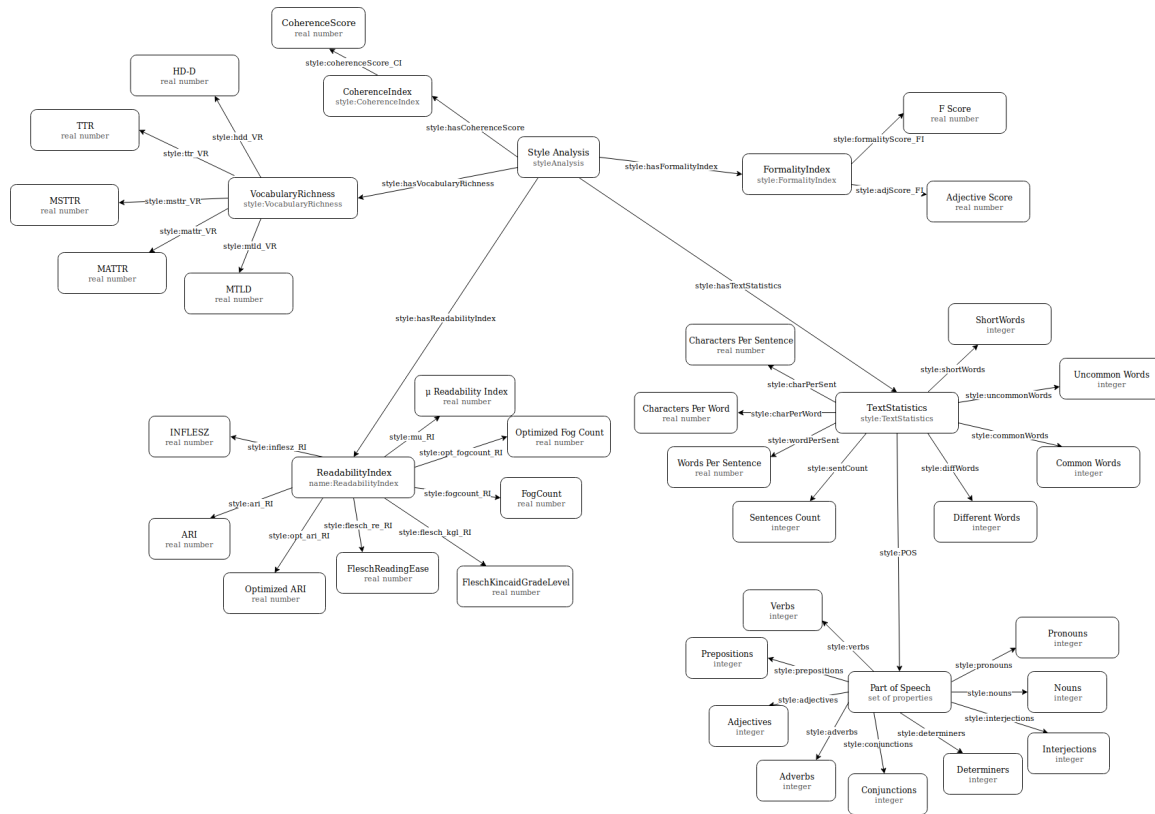 CoherenceScore
real number
style:coherenceScore_CI
HD-D
real number
CoherenceIndex
style:CoherenceIndex
TTR
real number
style:hdd_VR
style:hasCoherenceScore
F Score
real number
style:formalityScore_FI
style:ttr_VR
Style Analysis
styleAnalysis
style:hasFormalityIndex
FormalityIndex
style:FormalityIndex
style:adjScore_FI
Adjective Score
real number
style:hasVocabularyRichness
VocabularyRichness
style:VocabularyRichness
MSTTR
real number
style:msttr_VR
style:mattr_VR
style:mtld_VR
MATTR
real number
MTLD
real number
style:hasTextStatistics
style:hasReadabilityIndex
ShortWords
integer
Characters Per Sentence
real number
style:shortWords
Uncommon Words
integer
style:charPerSent
style:uncommonWords
μ Readability Index
real number
Characters Per Word
real number
style:charPerWord
TextStatistics
style:TextStatistics
INFLESZ
real number
style:inflesz_RI
style:mu_RI
Optimized Fog Count
real number
style:opt_fogcount_RI
style:wordPerSent
style:commonWords
Words Per Sentence
real number
style:sentCount
style:diffWords
Common Words
integer
ReadabilityIndex
name:ReadabilityIndex
style:fogcount_RI
FogCount
real number
style:ari_RI
ARI
real number
style:opt_ari_RI
style:flesch_re_RI
style:flesch_kgl_RI
Sentences Count
integer
Different Words
integer
style:POS
FleschReadingEase
real number
Optimized ARI
real number
FleschKincaidGradeLevel
real number
Verbs
integer
Pronouns
integer
style:verbs
Prepositions
integer
style:prepositions
style:pronouns
Part of Speech
set of properties
style:nouns
Nouns
integer
style:adjectives
Adjectives
integer
style:adverbs
style:conjunctions
style:determiners
style:interjections
Interjections
integer
Adverbs
integer
Conjunctions
integer
Determiners
integer